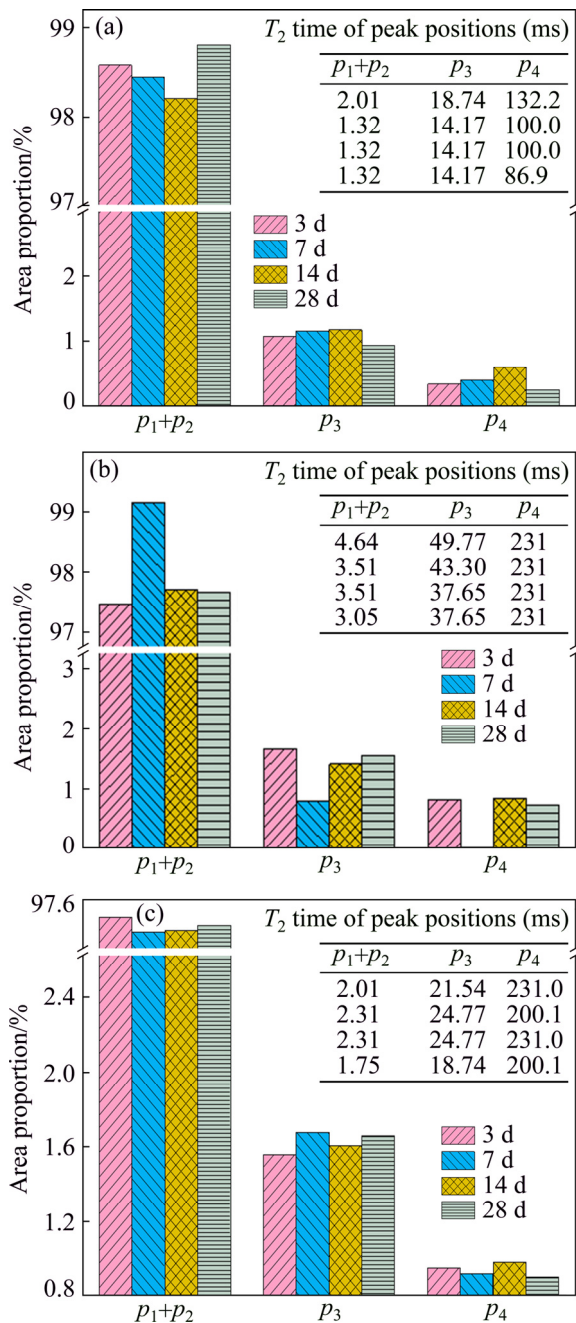 (a)
T2 time of peak positions (ms)
p1+p2 p3 p4
2.01 18.74 132.2
1.32 14.17 100.0
1.32 14.17 100.0
1.32 14.17 86.9
99
98
97
2
1
0
Area proportion/%
3 d
7 d
14 d
28 d
p1+p2 p3 p4
(b)
T2 time of peak positions (ms)
p1+p2 p3 p4
4.64 49.77 231
3.51 43.30 231
3.51 37.65 231
3.05 37.65 231
99
98
97
3
2
1
0
Area proportion/%
3 d
7 d
14 d
28 d
p1+p2 p3 p4
(c)
T2 time of peak positions (ms)
p1+p2 p3 p4
2.01 21.54 231.0
2.31 24.77 200.1
2.31 24.77 231.0
1.75 18.74 200.1
97.6
2.4
2.0
1.6
1.2
0.8
Area proportion/%
3 d
7 d
14 d
28 d
p1+p2 p3 p4